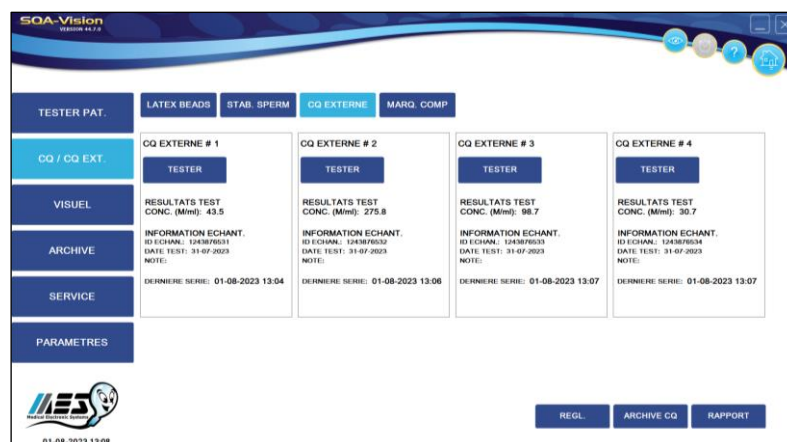 SQA-Vision
VERSION 44.7.0
?
TESTER PAT.
CQ / CQ EXT.
VISUEL
ARCHIVE
SERVICE
PARAMETRES
LATEX BEADS STAB. SPERM CQ EXTERNE MARQ. COMP
CQ EXTERNE # 1
TESTER
RESULTATS TEST
CONC. (M/ml): 43.5
INFORMATION ECHANT.
ID ECHAN.: 1243876531
DATE TEST: 31-07-2023
NOTE:
DERNIERE SERIE: 01-08-2023 13:04
CQ EXTERNE # 2
TESTER
RESULTATS TEST
CONC. (M/ml): 275.8
INFORMATION ECHANT.
ID ECHAN.: 1243876532
DATE TEST: 31-07-2023
NOTE:
DERNIERE SERIE: 01-08-2023 13:06
CQ EXTERNE # 3
TESTER
RESULTATS TEST
CONC. (M/ml): 98.7
INFORMATION ECHANT.
ID ECHAN.: 1243876533
DATE TEST: 31-07-2023
NOTE:
DERNIERE SERIE: 01-08-2023 13:07
CQ EXTERNE # 4
TESTER
RESULTATS TEST
CONC. (M/ml): 30.7
INFORMATION ECHANT.
ID ECHAN.: 1243876534
DATE TEST: 31-07-2023
NOTE:
DERNIERE SERIE: 01-08-2023 13:07
MES
Medical Electronic Systems
01-08-2023 13:08
REGL. ARCHIVE CQ RAPPORT